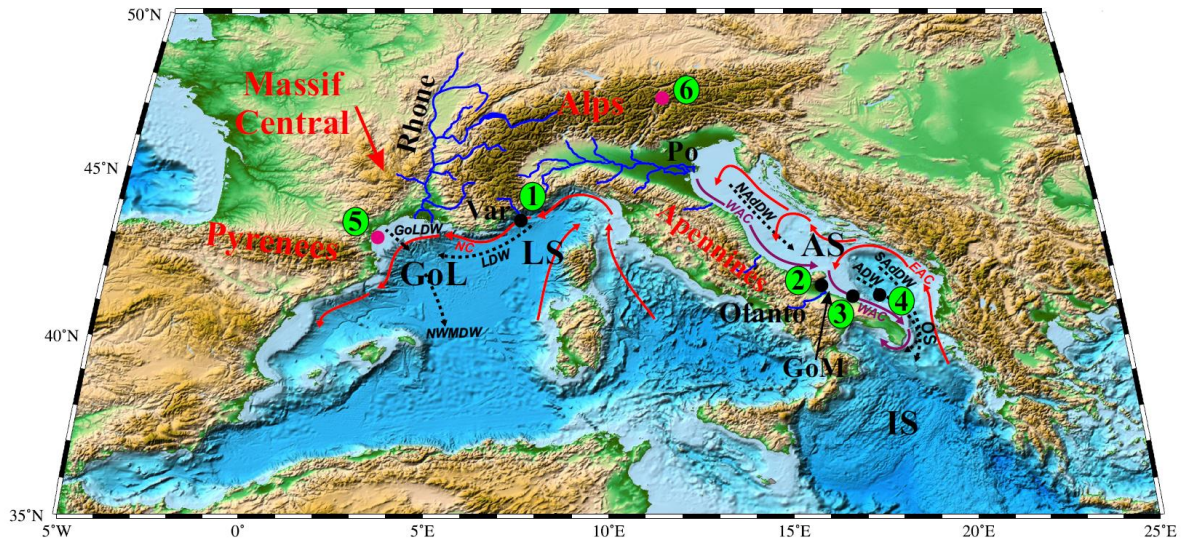 50°N
Massif
Central
Rhone
Alps
6
45°N
Po
1
Var
NAdDW
WAC
5
GoLDW
Pyrenees
NC
LDW
LS
GoL
Apennines
AS
EAC
SAdDW
ADW
2
4
3
WAC
OS
Ofanto
NWMDW
GoM
40°N
IS
35°N
5°W
0°
5°E
10°E
15°E
20°E
25°E